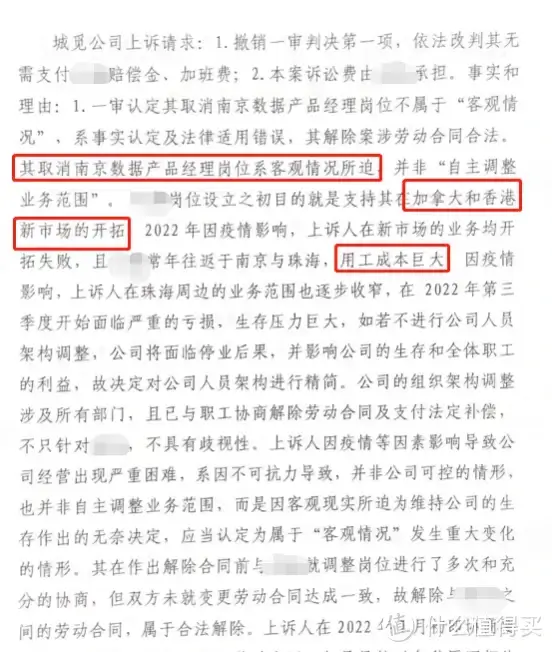 城觅公司上诉请求：1.撤销一审判决第一项，依法改判其无
需支付 赔偿金、加班费；2.本案诉讼费由 承担。事实和
理由：1.一审认定其取消南京数据产品经理岗位不属于“客观情
况”、系事实认定及法律适用错误，其解除案涉劳动合同合法。
其取消南京数据产品经理岗位系客观情况所迫，并非“自主调整
业务范围”。 岗位设立之初目的就是支持其在加拿大和香港
新市场的开拓 2022年因疫情影响，上诉人在新市场的业务均开
拓失败，且 常年往返于南京与珠海，用工成本巨大 因疫情
影响，上诉人在珠海周边的业务范围也逐步收窄，在2022年第三
季度开始面临严重的亏损，生存压力巨大，如若不进行公司人员
架构调整，公司将面临停业后果，并影响公司的生存和全体职工
的利益，故决定对公司人员架构进行精简。公司的组织架构调整
涉及所有部门，且已与职工协商解除劳动合同及支付法定补偿，
不只针对 ，不具有歧视性。上诉人因疫情等因素影响导致公
司经营出现严重困难，系因不可抗力导致，并非公司可控的情形，
也并非自主调整业务范围，而是因客观现实所迫为维持公司的生
存作出的无奈决定，应当认定为属于“客观情况”发生重大变化
的情形。其在作出解除合同前与 就调整岗位进行了多次和充
分的协商，但双方未就变更劳动合同达成一致，故解除与 之
间的劳动合同，属于合法解除。上诉人在2022 月
值 什么值得买